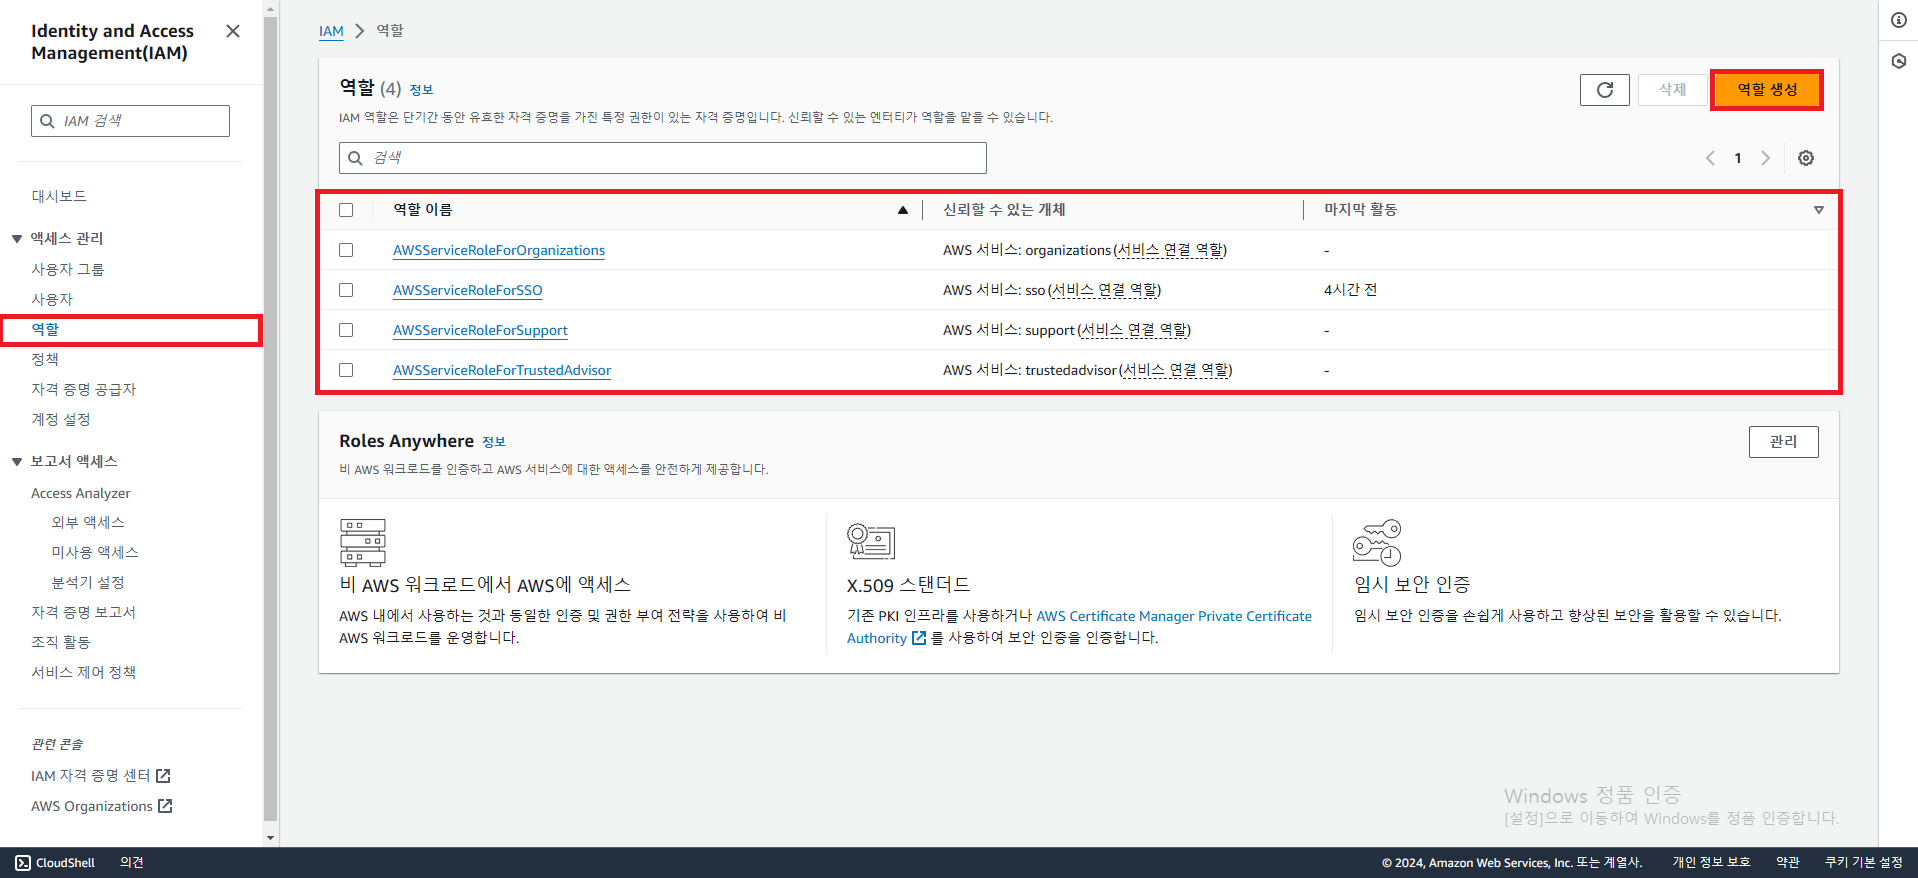 Identity and Access
Management(IAM)
IAM 검색
대시보드
액세스 관리
사용자 그룹
사용자
역할
정책
자격 증명 공급자
계정 설정
보고서 액세스
Access Analyzer
외부 액세스
미사용 액세스
분석기 설정
자격 증명 보고서
조직 활동
서비스 제어 정책
관련 콘솔
IAM 자격 증명 센터
AWS Organizations
IAM > 역할
역할 (4) 정보
삭제
역할 생성
IAM 역할은 단기간 동안 유효한 자격 증명을 가진 특정 권한이 있는 자격 증명입니다. 신뢰할 수 있는 엔터티가 역할을 맡을 수 있습니다.
검색
1
역할 이름 신뢰할 수 있는 개체 마지막 활동
AWSServiceRoleForOrganizations AWS 서비스: organizations(서비스 연결 역할) -
AWSServiceRoleForSSO AWS 서비스: sso(서비스 연결 역할) 4시간 전
AWSServiceRoleForSupport AWS 서비스: support(서비스 연결 역할) -
AWSServiceRoleForTrustedAdvisor AWS 서비스: trustedadvisor(서비스 연결 역할) -
Roles Anywhere 정보
관리
비 AWS 워크로드를 인증하고 AWS 서비스에 대한 액세스를 안전하게 제공합니다.
비 AWS 워크로드에서 AWS에 액세스
AWS 내에서 사용하는 것과 동일한 인증 및 권한 부여 전략을 사용하여 비
AWS 워크로드를 운영합니다.
X.509 스탠더드
기존 PKI 인프라를 사용하거나 AWS Certificate Manager Private Certificate
Authority 를 사용하여 보안 인증을 인증합니다.
임시 보안 인증
임시 보안 인증을 손쉽게 사용하고 향상된 보안을 활용할 수 있습니다.
Windows 정품 인증
[설정]으로 이동하여 Windows를 정품 인증합니다.
CloudShell 의견
© 2024, Amazon Web Services, Inc. 또는 계열사. 개인 정보 보호 약관 쿠키 기본 설정